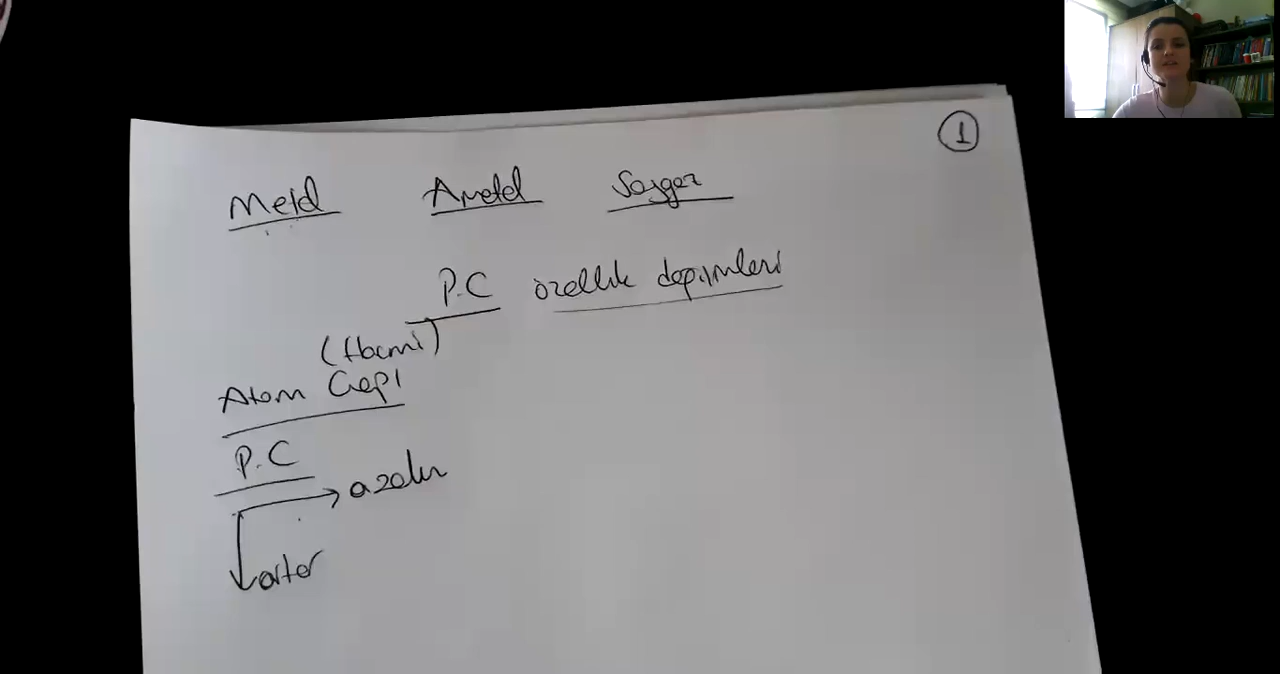 1
Metal Ametal Soygaz
P.C özellik değişimleri
(Hacmi)
Atom Çapı
P.C
azalır
artar